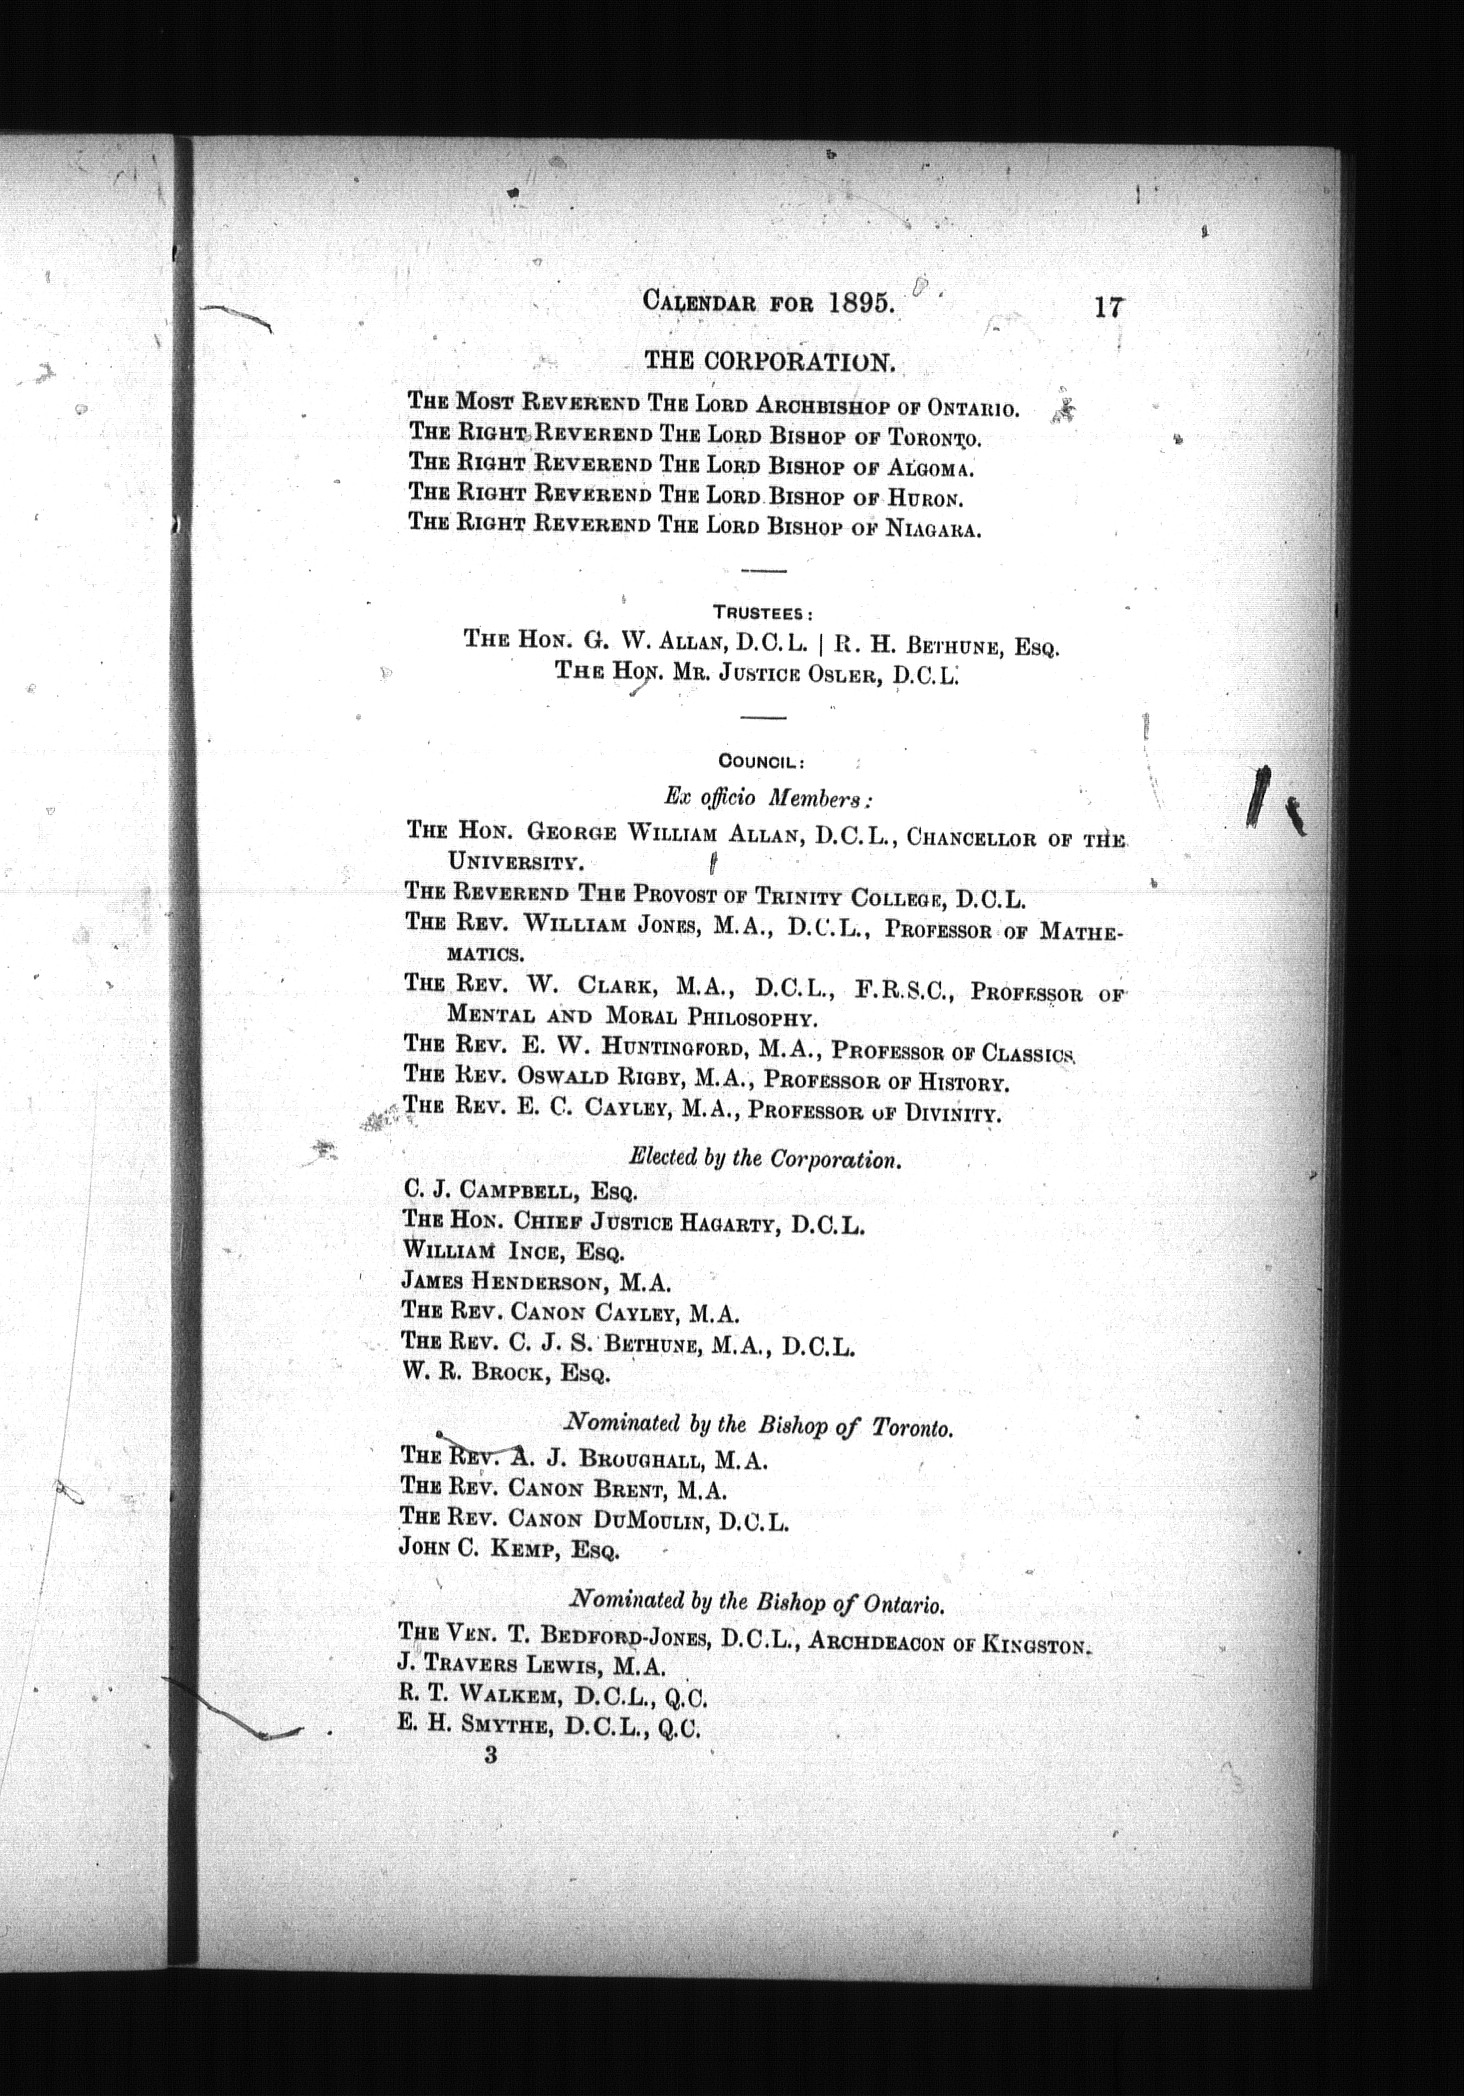 Calendar for 1895. 17
THE CORPORATION.
The Most Reverend The Lord Archbishop of Ontario.
The Right Reverend The Lord Bishop of Toronto.
The Right Reverend The Lord Bishop of Algoma.
The Right Reverend The Lord Bishop of Huron.
The Right Reverend The Lord Bishop of Niagara.
Trustees:
The Hon. G. W. Allan, D.C.L. | R. H. Bethune, Esq.
The Hon. Mr. Justice Osler, D.C.L.
Council:
Ex officio Members:
The Hon. George William Allan, D.C.L., Chancellor of the
University.
The Reverend The Provost of Trinity College, D.C.L.
The Rev. William Jones, M.A., D.C.L., Professor of Mathe-
matics.
The Rev. W. Clark, M.A., D.C.L., F.R.S.C., Professor of
Mental and Moral Philosophy.
The Rev. E. W. Huntingford, M.A., Professor of Classics.
The Rev. Oswald Rigby, M.A., Professor of History.
The Rev. E. C. Cayley, M.A., Professor of Divinity.
Elected by the Corporation.
C. J. Campbell, Esq.
The Hon. Chief Justice Hagarty, D.C.L.
William Ince, Esq.
James Henderson, M.A.
The Rev. Canon Cayley, M.A.
The Rev. C. J. S. Bethune, M.A., D.C.L.
W. R. Brock, Esq.
Nominated by the Bishop of Toronto.
The Rev. A. J. Broughall, M.A.
The Rev. Canon Brent, M.A.
The Rev. Canon DuMoulin, D.C.L.
John C. Kemp, Esq.
Nominated by the Bishop of Ontario.
The Ven. T. Bedford-Jones, D.C.L., Archdeacon of Kingston.
J. Travers Lewis, M.A.
R. T. Walkem, D.C.L., Q.C.
E. H. Smythe, D.C.L., Q.C.
3